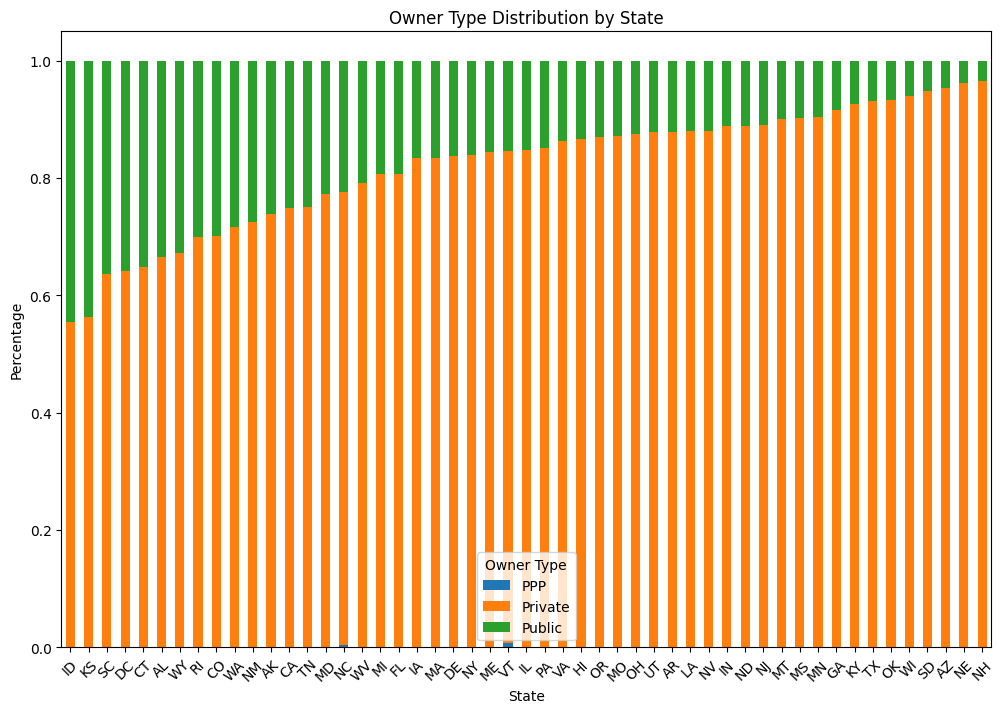 Owner Type Distribution by State
Percentage
1.0
0.8
0.6
0.4
0.2
0.0
Owner Type
PPP
Private
Public
ID KS SC DC CT AL WY RI CO WA NM AK CA TN MD NC WV MI FL IA MA DE NY ME VT IL PA VA HI OR MO OH UT AR LA NV IN ND NJ MT MS MN GA KY TX OK WI SD AZ NE NH
State